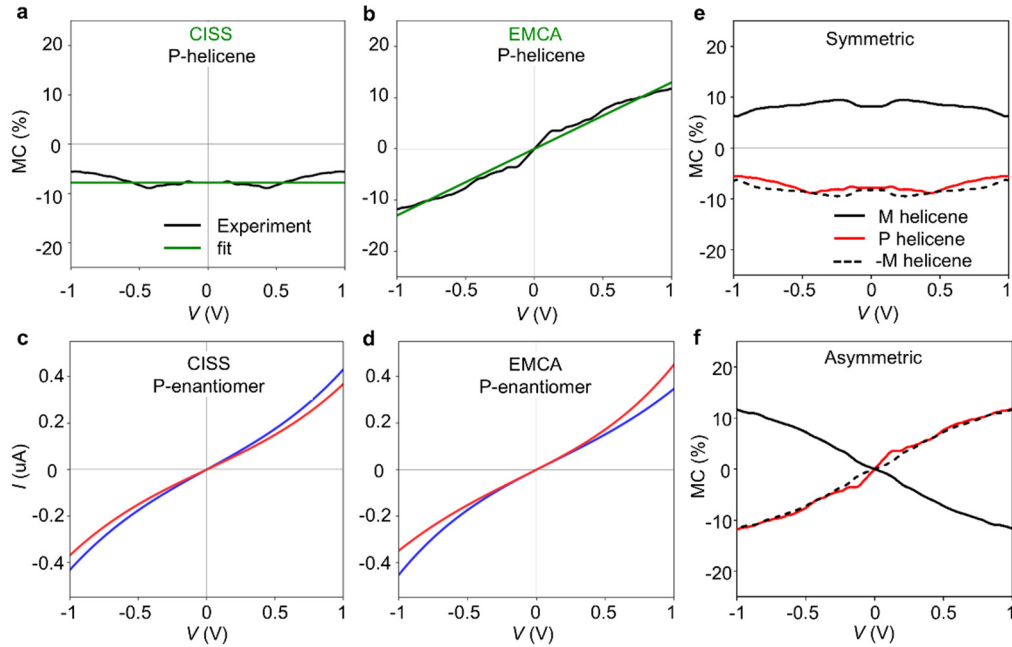 a
CISS
P-helicene
MC (%)
20
10
0
-10
-20
Experiment
fit
-1
-0.5
0
0.5
1
V (V)
b
EMCA
P-helicene
20
10
0
-10
-20
-1
-0.5
0
0.5
1
V (V)
e
Symmetric
MC (%)
20
10
0
-10
-20
M helicene
P helicene
-M helicene
-1
-0.5
0
0.5
1
V (V)
c
CISS
P-enantiomer
I (uA)
0.4
0.2
0
-0.2
-0.4
-1
-0.5
0
0.5
1
V (V)
d
EMCA
P-enantiomer
0.4
0.2
0
-0.2
-0.4
-1
-0.5
0
0.5
1
V (V)
f
Asymmetric
MC (%)
20
10
0
-10
-20
-1
-0.5
0
0.5
1
V (V)